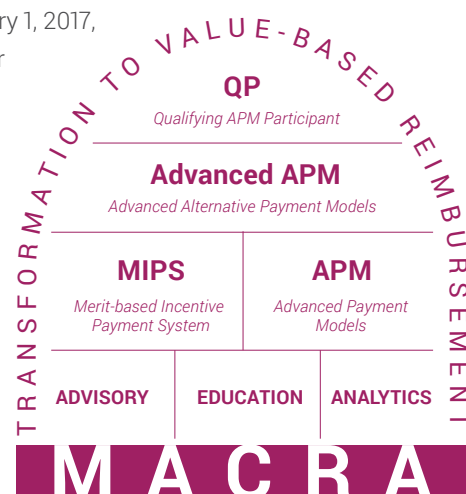 ry 1, 2017,
r
TRANSFORMATION TO VALUE-BASED REIMBURSEMENT
QP
Qualifying APM Participant
Advanced APM
Advanced Alternative Payment Models
MIPS
Merit-based Incentive
Payment System
APM
Advanced Payment
Models
ADVISORY
EDUCATION
ANALYTICS
MACRA